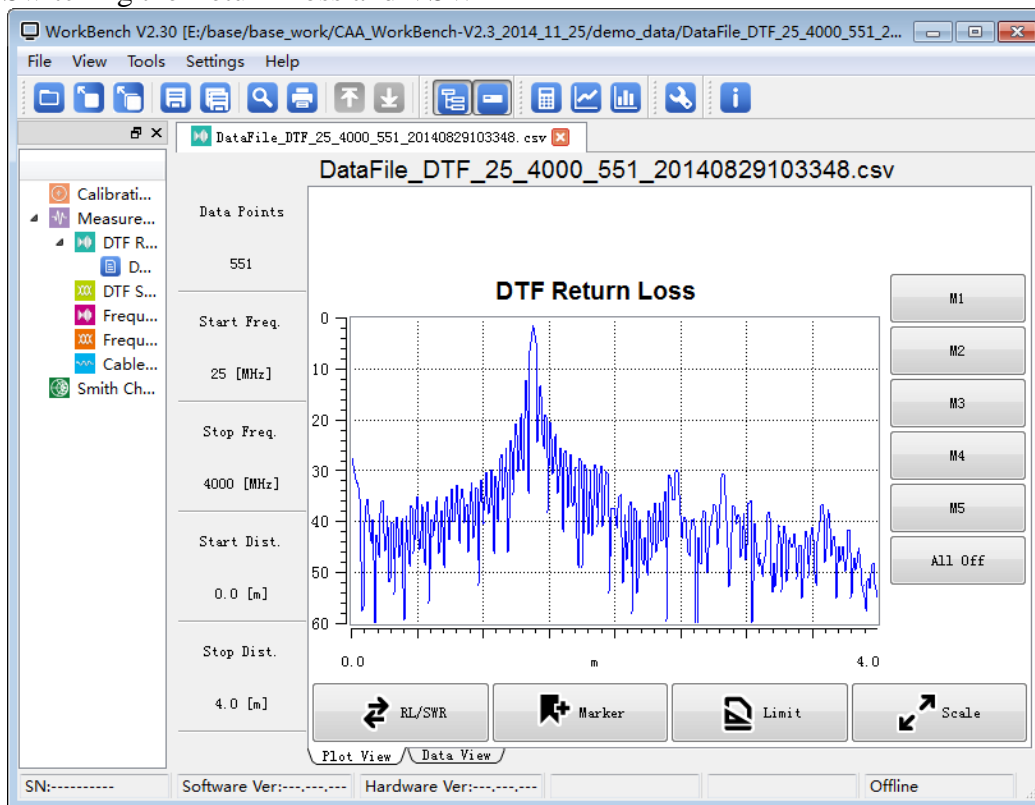 WorkBench V2.30 [E:/base/base_work/CAA_WorkBench-V2.3_2014_11_25/demo_data/DataFile_DTF_25_4000_551_2...
File View Tools Settings Help
DataFile_DTF_25_4000_551_20140829103348.csv
DataFile_DTF_25_4000_551_20140829103348.csv
Calibrati...
Measure...
DTF R...
D...
DTF S...
Frequ...
Frequ...
Cable...
Smith Ch...
Data Points
551
Start Freq.
25 [MHz]
Stop Freq.
4000 [MHz]
Start Dist.
0.0 [m]
Stop Dist.
4.0 [m]
DTF Return Loss
0
10
20
30
40
50
60
0.0 m 4.0
M1
M2
M3
M4
M5
All Off
RL/SWR
Marker
Limit
Scale
Plot View
Data View
SN:----------
Software Ver:---.---.---
Hardware Ver:---.---.---
Offline